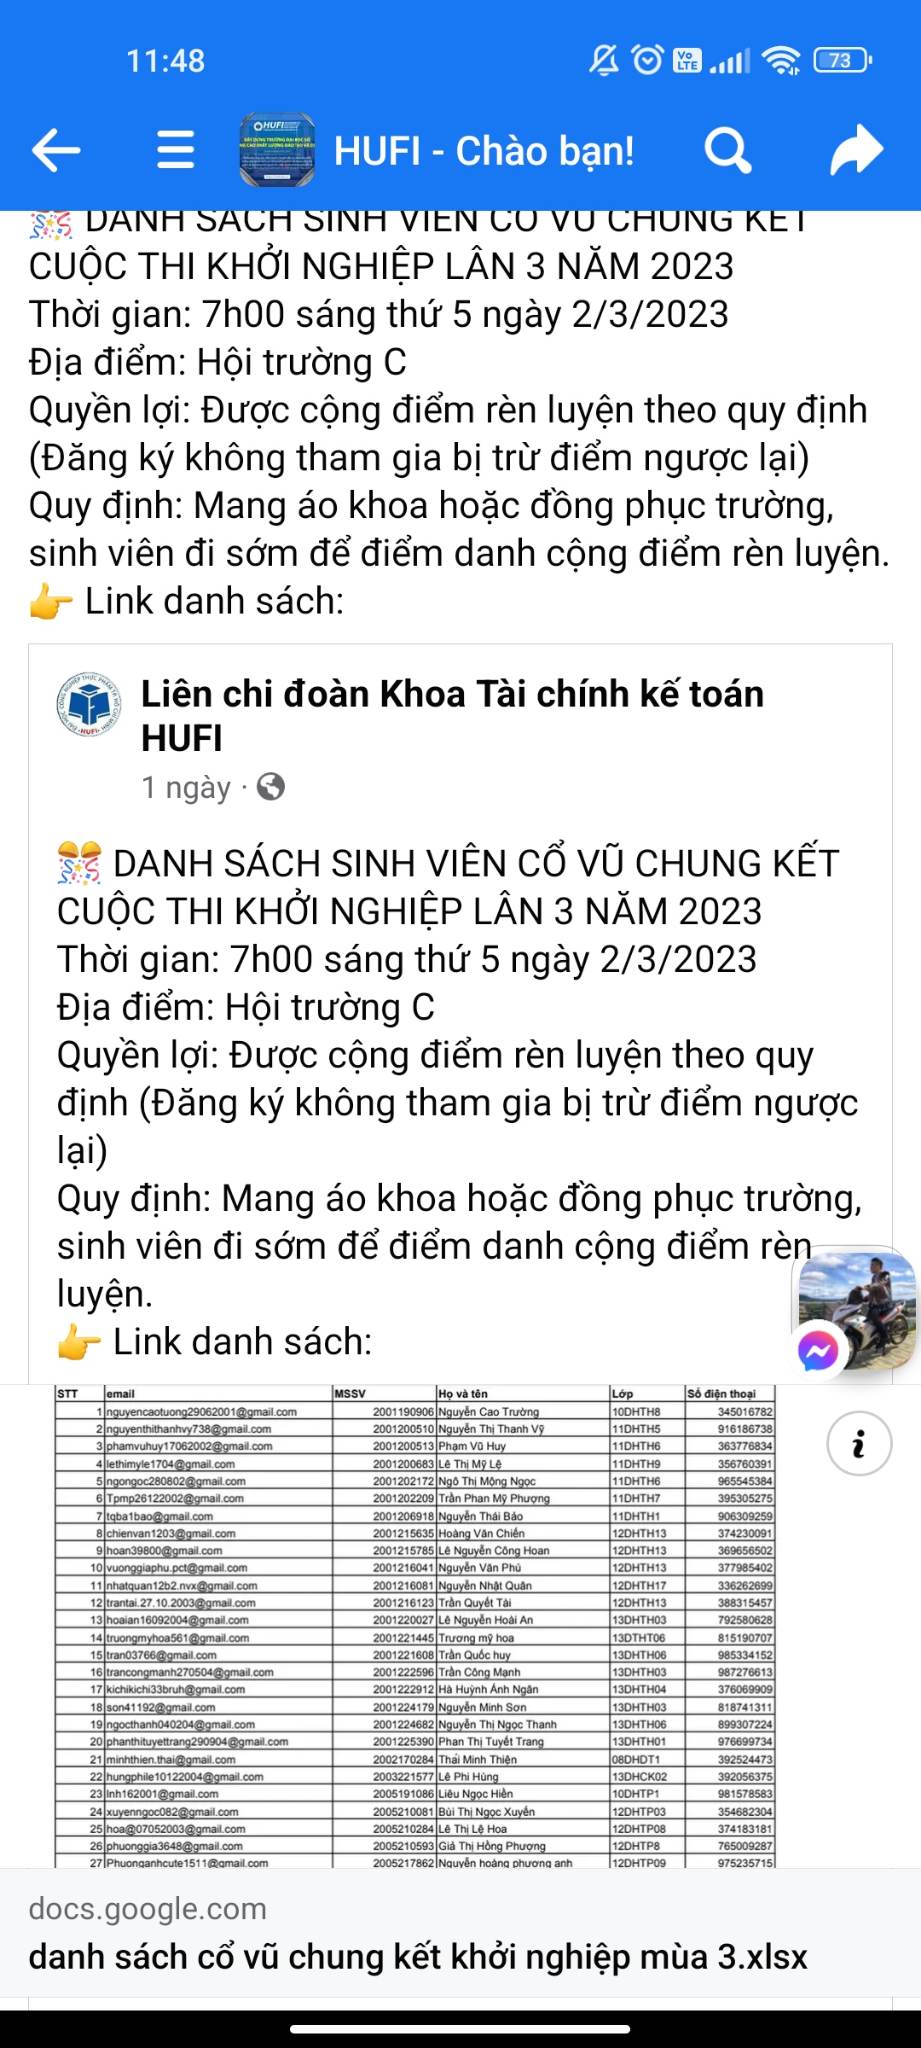 11:48
Vo LTE
73
HUFI - Chào bạn!
DANH SÁCH SINH VIÊN CỔ VŨ CHUNG KẾT
CUỘC THI KHỞI NGHIỆP LÂN 3 NĂM 2023
Thời gian: 7h00 sáng thứ 5 ngày 2/3/2023
Địa điểm: Hội trường C
Quyền lợi: Được cộng điểm rèn luyện theo quy định
(Đăng ký không tham gia bị trừ điểm ngược lại)
Quy định: Mang áo khoa hoặc đồng phục trường,
sinh viên đi sớm để điểm danh cộng điểm rèn luyện.
👉 Link danh sách:
Liên chi đoàn Khoa Tài chính kế toán
HUFI
1 ngày ·
🎊 DANH SÁCH SINH VIÊN CỔ VŨ CHUNG KẾT
CUỘC THI KHỞI NGHIỆP LÂN 3 NĂM 2023
Thời gian: 7h00 sáng thứ 5 ngày 2/3/2023
Địa điểm: Hội trường C
Quyền lợi: Được cộng điểm rèn luyện theo quy
định (Đăng ký không tham gia bị trừ điểm ngược
lại)
Quy định: Mang áo khoa hoặc đồng phục trường,
sinh viên đi sớm để điểm danh cộng điểm rèn
luyện.
👉 Link danh sách:
STT email MSSV Họ và tên Lớp Số điện thoại
1 nguyencaotuong29062001@gmail.com 2001190906 Nguyễn Cao Trường 10DHTH8 345016782
2 nguyenthithanhvy738@gmail.com 2001200510 Nguyễn Thị Thanh Vỹ 11DHTH5 916186738
3 phamvuhuy17062002@gmail.com 2001200513 Phạm Vũ Huy 11DHTH6 363776834
4 lethimyle1704@gmail.com 2001200683 Lê Thị Mỹ Lệ 11DHTH9 356760391
5 ngongoc280802@gmail.com 2001202172 Ngô Thị Mộng Ngọc 11DHTH6 965545384
6 Tpmp26122002@gmail.com 2001202209 Trần Phan Mỹ Phượng 11DHTH7 395305275
7 tqba1bao@gmail.com 2001206918 Nguyễn Thái Bảo 11DHTH1 906309259
8 chienvan1203@gmail.com 2001215635 Hoàng Văn Chiến 12DHTH13 374230091
9 hoan39800@gmail.com 2001215785 Lê Nguyễn Công Hoan 12DHTH13 369656502
10 vuonggiaphu.pct@gmail.com 2001216041 Nguyễn Văn Phú 12DHTH13 377985402
11 nhatquan12b2.nvx@gmail.com 2001216081 Nguyễn Nhật Quân 12DHTH17 336262699
12 trantai.27.10.2003@gmail.com 2001216123 Trần Quyết Tài 12DHTH13 388315457
13 hoaian16092004@gmail.com 2001220027 Lê Nguyễn Hoài An 13DHTH03 792580628
14 truongmyhoa561@gmail.com 2001221445 Trương mỹ hoa 13DTHT06 815190707
15 tran03766@gmail.com 2001221608 Trần Quốc huy 13DHTH06 985334152
16 trancongmanh270504@gmail.com 2001222596 Trần Công Mạnh 13DHTH03 987276613
17 kichikichi33bruh@gmail.com 2001222912 Hà Huỳnh Ánh Ngân 13DHTH04 376069909
18 son41192@gmail.com 2001224179 Nguyễn Minh Sơn 13DHTH03 818741311
19 ngocthanh040204@gmail.com 2001224682 Nguyễn Thị Ngọc Thanh 13DHTH06 899307224
20 phanthituyettrang290904@gmail.com 2001225390 Phan Thị Tuyết Trang 13DHTH01 976699734
21 minhthien.thai@gmail.com 2002170284 Thái Minh Thiện 08DHDT1 392524473
22 hungphile10122004@gmail.com 2003221577 Lê Phi Hùng 13DHCK02 392056375
23 lnh162001@gmail.com 2005191086 Liêu Ngọc Hiền 10DHTP1 981578583
24 xuyenngoc082@gmail.com 2005210081 Bùi Thị Ngọc Xuyến 12DHTP03 354682304
25 hoa@07052003@gmail.com 2005210284 Lê Thị Lệ Hoa 12DHTP08 374183181
26 phuonggia3648@gmail.com 2005210593 Giả Thị Hồng Phượng 12DHTP8 765009287
27 Phuonganhcute1511@gmail.com 2005217862 Nguyễn hoàng phương anh 12DHTP09 975235715
docs.google.com
danh sách cổ vũ chung kết khởi nghiệp mùa 3.xlsx